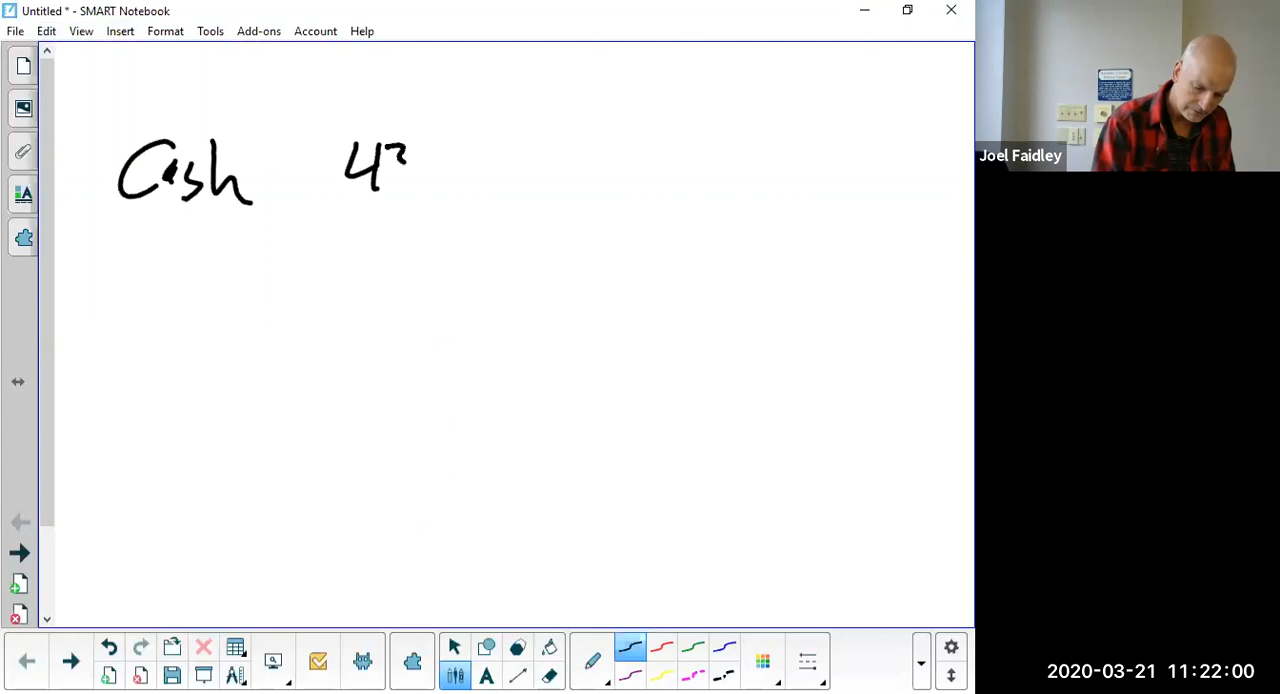 Untitled * - SMART Notebook
File Edit View Insert Format Tools Add-ons Account Help
Cash 42
Joel Faidley
2020-03-21 11:22:00